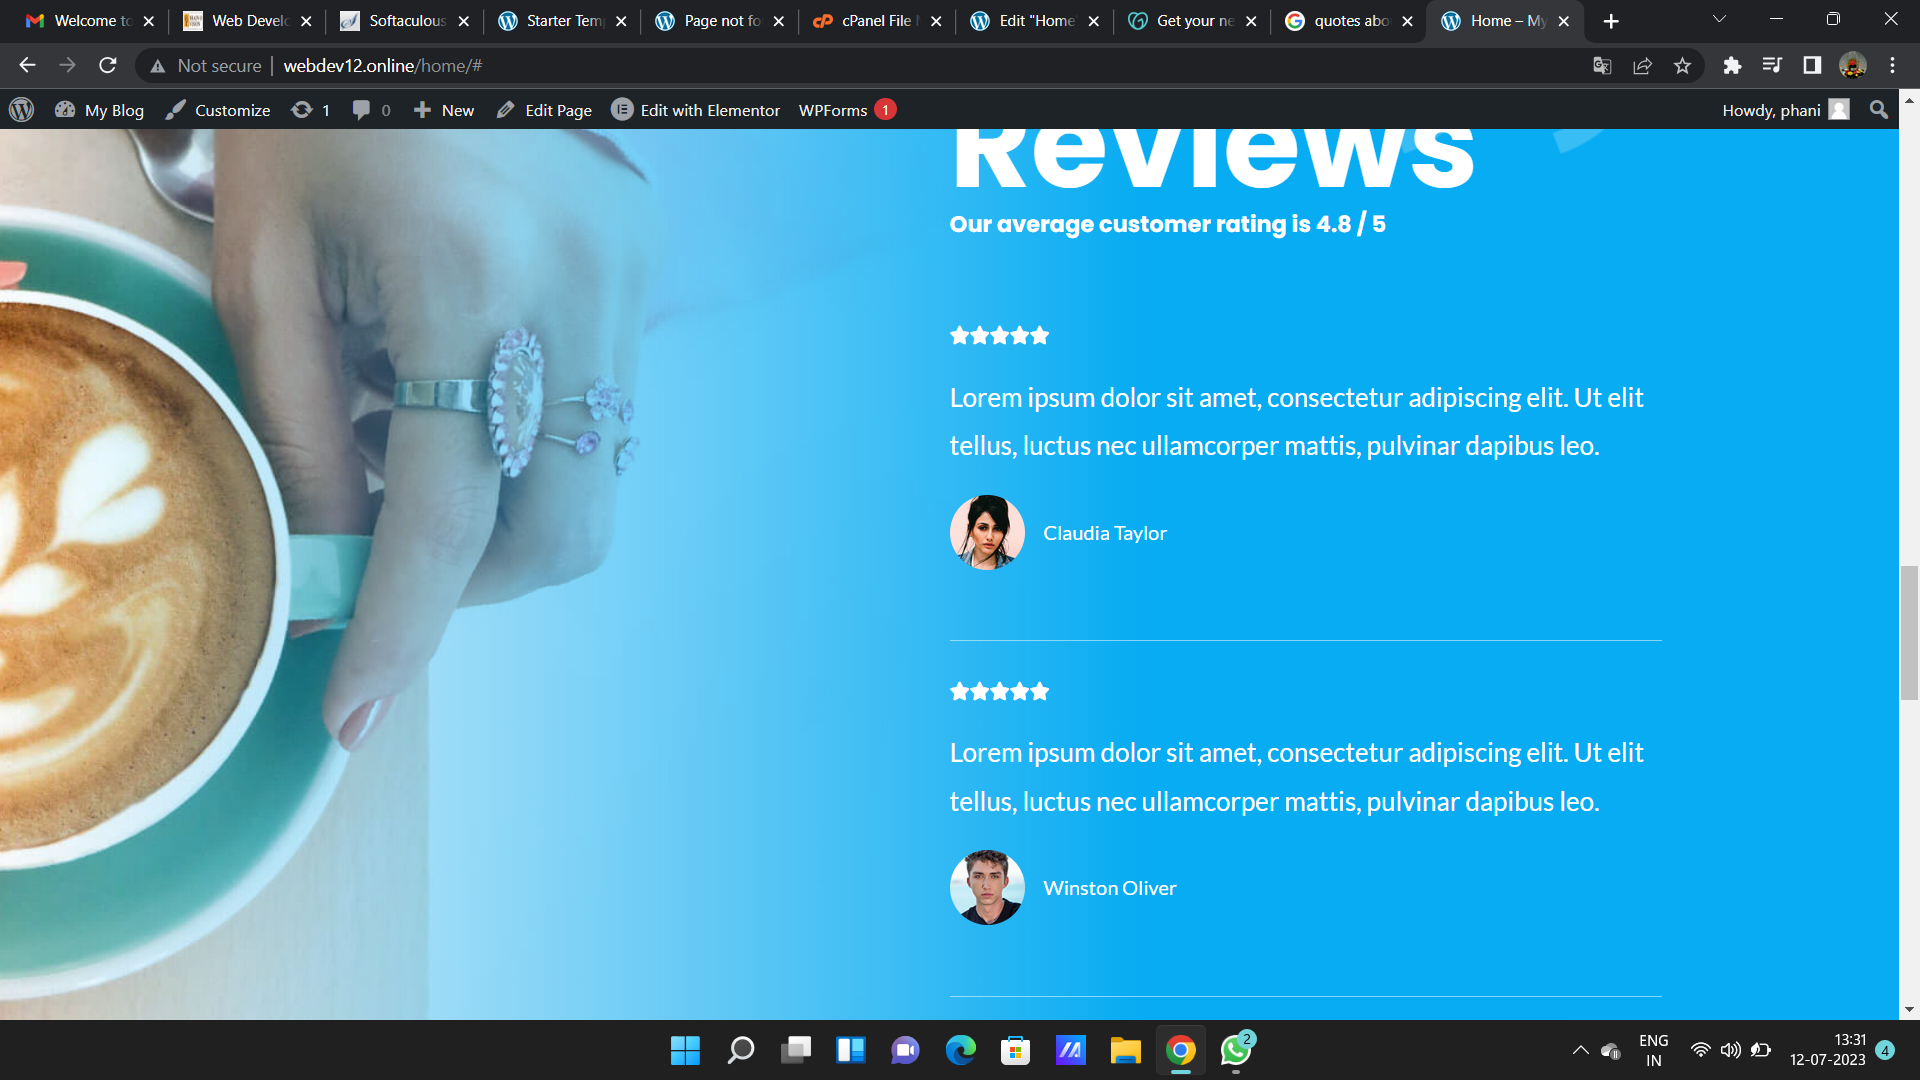 Welcome to
Web Develo
Softaculous
Starter Tem
Page not fo
cPanel File M
Edit "Home"
Get your ne
quotes abo
Home – My
Not secure
webdev12.online/home/#
My Blog
Customize
1
0
New
Edit Page
Edit with Elementor
WPForms 1
Howdy, phani
Reviews
Our average customer rating is 4.8 / 5
Lorem ipsum dolor sit amet, consectetur adipiscing elit. Ut elit
tellus, luctus nec ullamcorper mattis, pulvinar dapibus leo.
Claudia Taylor
Lorem ipsum dolor sit amet, consectetur adipiscing elit. Ut elit
tellus, luctus nec ullamcorper mattis, pulvinar dapibus leo.
Winston Oliver
2
ENG
IN
13:31
12-07-2023
4